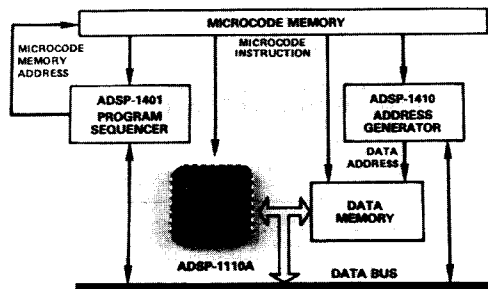 MICROCODE MEMORY
MICROCODE
MEMORY
ADDRESS
MICROCODE
INSTRUCTION
ADSP-1401
PROGRAM
SEQUENCER
ADSP-1410
ADDRESS
GENERATOR
DATA
ADDRESS
DATA
MEMORY
ADSP-1110A
DATA BUS